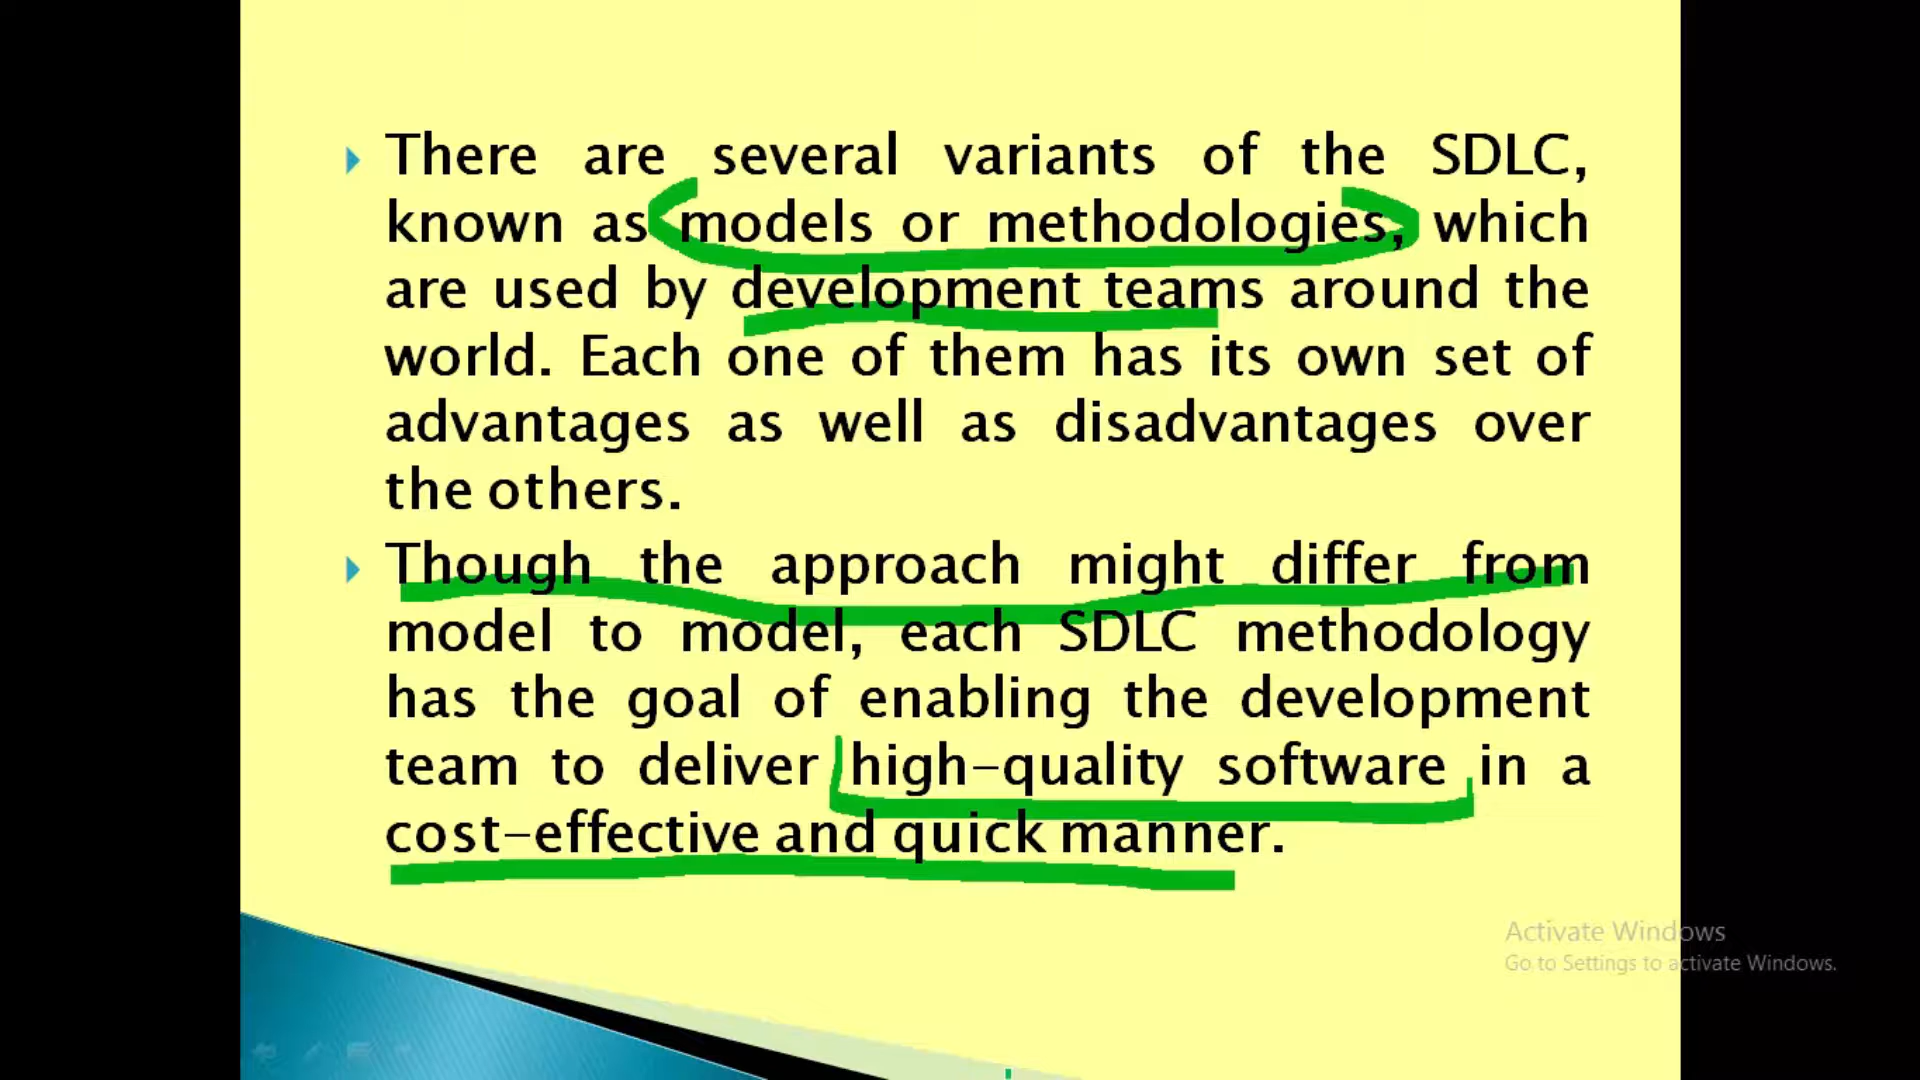 There are several variants of the SDLC,
known as models or methodologies, which
are used by development teams around the
world. Each one of them has its own set of
advantages as well as disadvantages over
the others.
Though the approach might differ from
model to model, each SDLC methodology
has the goal of enabling the development
team to deliver high-quality software in a
cost-effective and quick manner.
Activate Windows
Go to Settings to activate Windows.